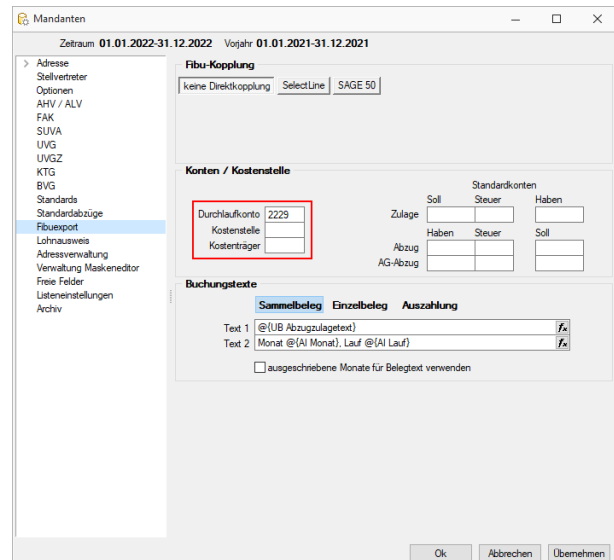 Mandanten
Zeitraum 01.01.2022-31.12.2022 Vorjahr 01.01.2021-31.12.2021
Adresse
Stellvertreter
Optionen
AHV / ALV
FAK
SUVA
UVG
UVGZ
KTG
BVG
Standards
Standardabzüge
Fibuexport
Lohnausweis
Adressverwaltung
Verwaltung Maskeneditor
Freie Felder
Listeneinstellungen
Archiv
Fibu-Kopplung
keine Direktkopplung SelectLine SAGE 50
Konten / Kostenstelle
Standardkonten
Soll Steuer Haben
Durchlaufkonto 2229 Zulage
Kostenstelle Haben Steuer Soll
Kostenträger Abzug
AG-Abzug
Buchungstexte
Sammelbeleg Einzelbeleg Auszahlung
Text 1 @{UB Abzugzulagetext} fx
Text 2 Monat @{AI Monat}, Lauf @{AI Lauf} fx
ausgeschriebene Monate für Belegtext verwenden
Ok Abbrechen Übernehmen